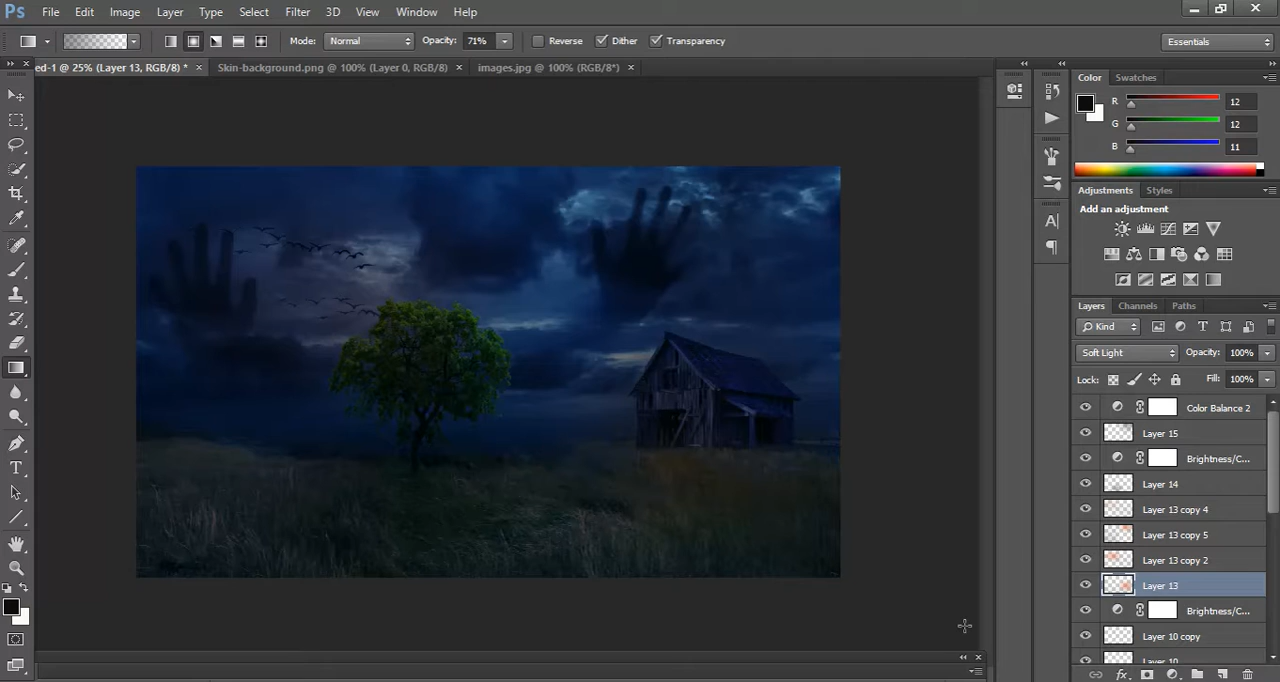 Ps File Edit Image Layer Type Select Filter 3D View Window Help
Mode: Normal Opacity: 71% Reverse Dither Transparency Essentials
ed-1 @ 25% (Layer 13, RGB/8) * × Skin-background.png @ 100% (Layer 0, RGB/8) × images.jpg @ 100% (RGB/8*) ×
Color Swatches
R 12
G 12
B 11
Adjustments Styles
Add an adjustment
Layers Channels Paths
Kind
Soft Light Opacity: 100%
Lock: Fill: 100%
Color Balance 2
Layer 15
Brightness/C...
Layer 14
Layer 13 copy 4
Layer 13 copy 5
Layer 13 copy 2
Layer 13
Brightness/C...
Layer 10 copy
Layer 10